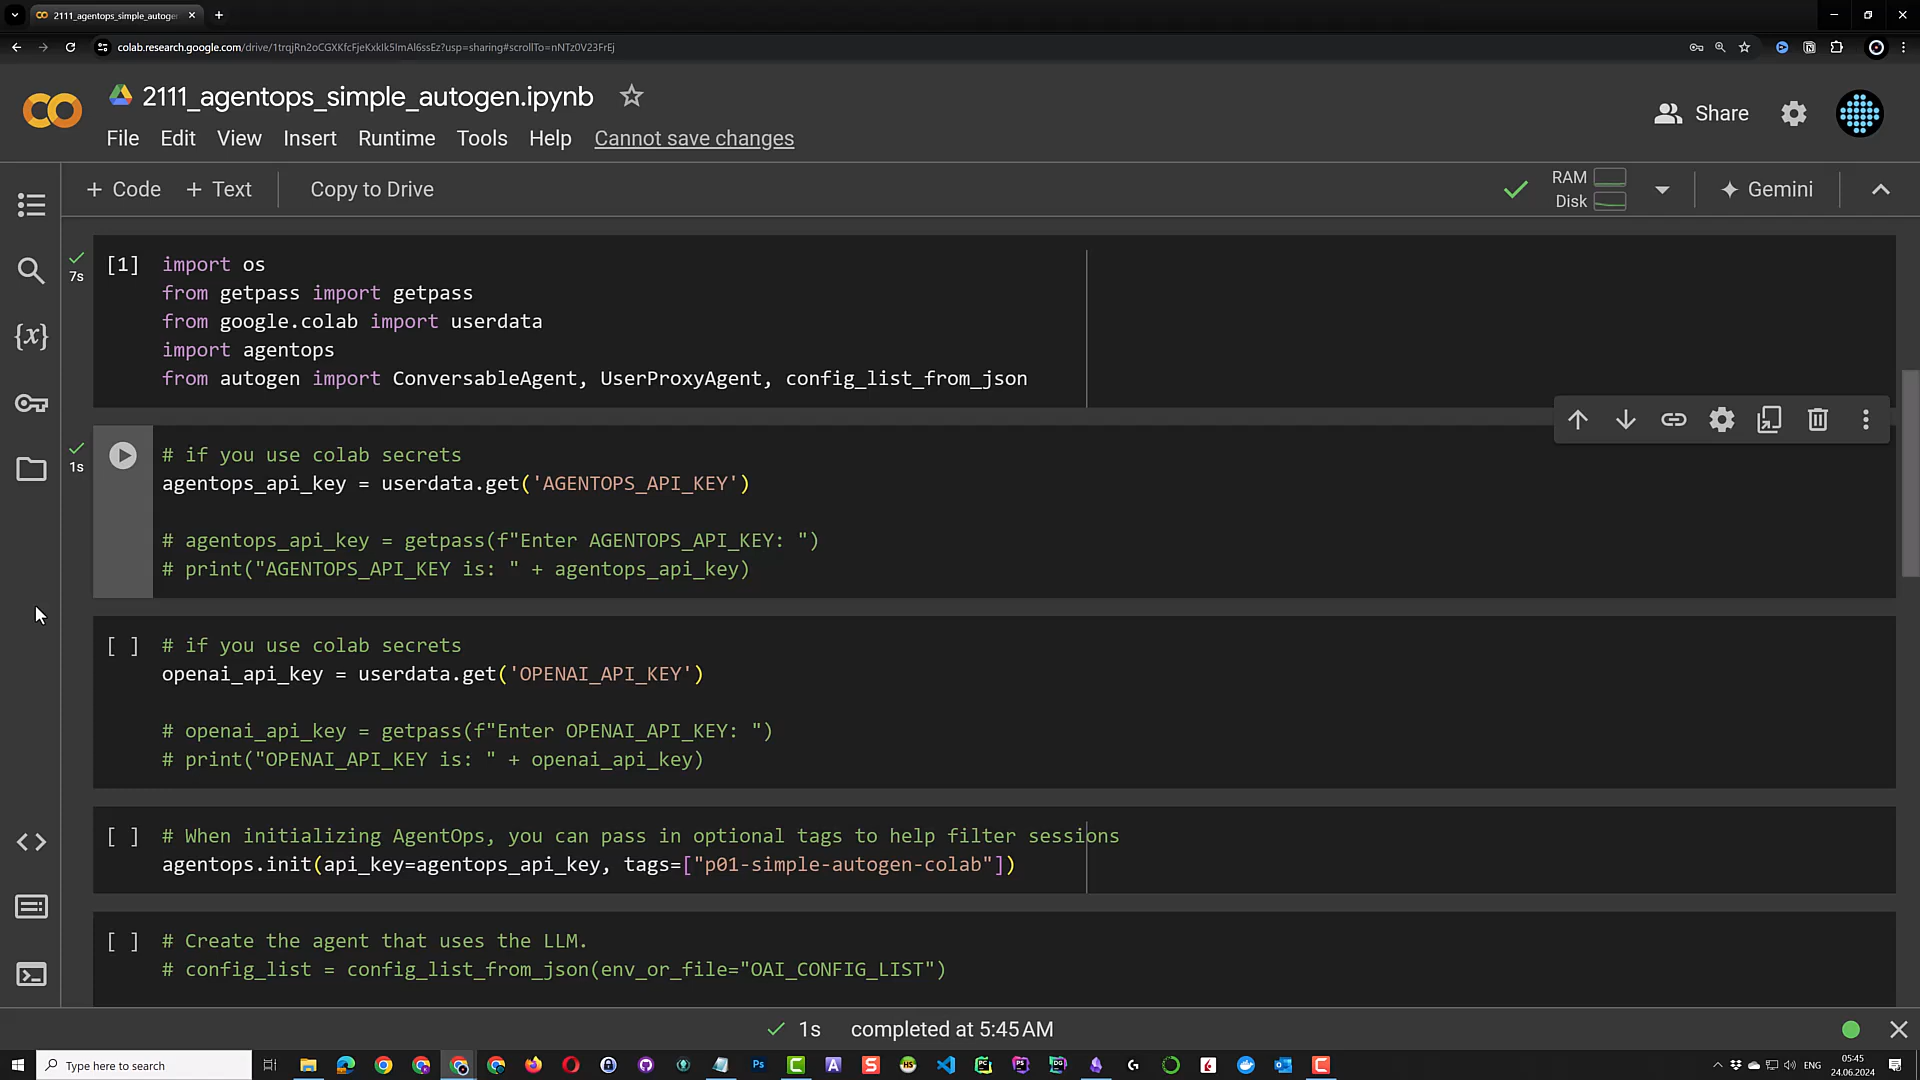 2111_agentops_simple_autoger
colab.research.google.com/drive/1trqjRn2oCGXKfcFjeKxkIk5ImAl6ssEz?usp=sharing#scrollTo=nNTz0V23FrEj
2111_agentops_simple_autogen.ipynb
Share
File Edit View Insert Runtime Tools Help Cannot save changes
+ Code + Text Copy to Drive
RAM
Disk
Gemini
[1] import os
7s
from getpass import getpass
from google.colab import userdata
import agentops
from autogen import ConversableAgent, UserProxyAgent, config_list_from_json
# if you use colab secrets
1s
agentops_api_key = userdata.get('AGENTOPS_API_KEY')
# agentops_api_key = getpass(f"Enter AGENTOPS_API_KEY: ")
# print("AGENTOPS_API_KEY is: " + agentops_api_key)
[ ] # if you use colab secrets
openai_api_key = userdata.get('OPENAI_API_KEY')
# openai_api_key = getpass(f"Enter OPENAI_API_KEY: ")
# print("OPENAI_API_KEY is: " + openai_api_key)
[ ] # When initializing AgentOps, you can pass in optional tags to help filter sessions
agentops.init(api_key=agentops_api_key, tags=["p01-simple-autogen-colab"])
[ ] # Create the agent that uses the LLM.
# config_list = config_list_from_json(env_or_file="OAI_CONFIG_LIST")
1s completed at 5:45 AM
Type here to search
ENG
05:45
24.06.2024